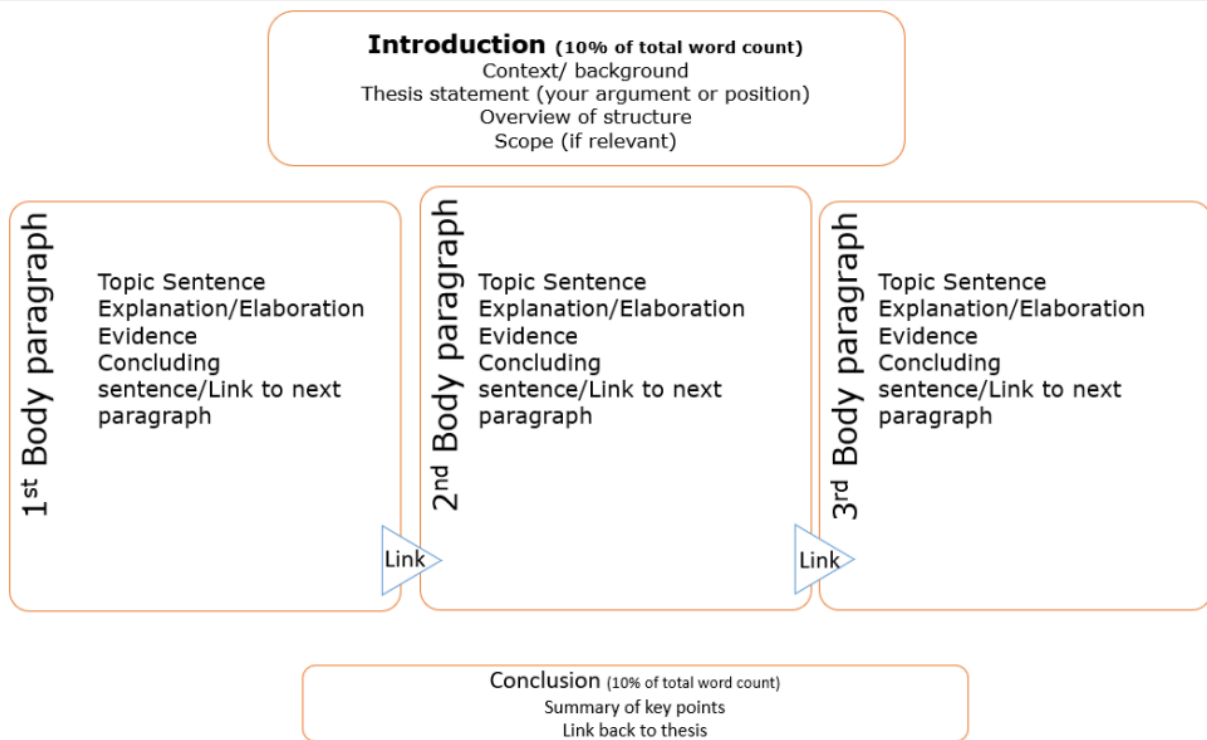 Introduction (10% of total word count)
Context/ background
Thesis statement (your argument or position)
Overview of structure
Scope (if relevant)
1st Body paragraph
Topic Sentence
Explanation/Elaboration
Evidence
Concluding
sentence/Link to next
paragraph
Link
2nd Body paragraph
Topic Sentence
Explanation/Elaboration
Evidence
Concluding
sentence/Link to next
paragraph
Link
3rd Body paragraph
Topic Sentence
Explanation/Elaboration
Evidence
Concluding
sentence/Link to next
paragraph
Conclusion (10% of total word count)
Summary of key points
Link back to thesis